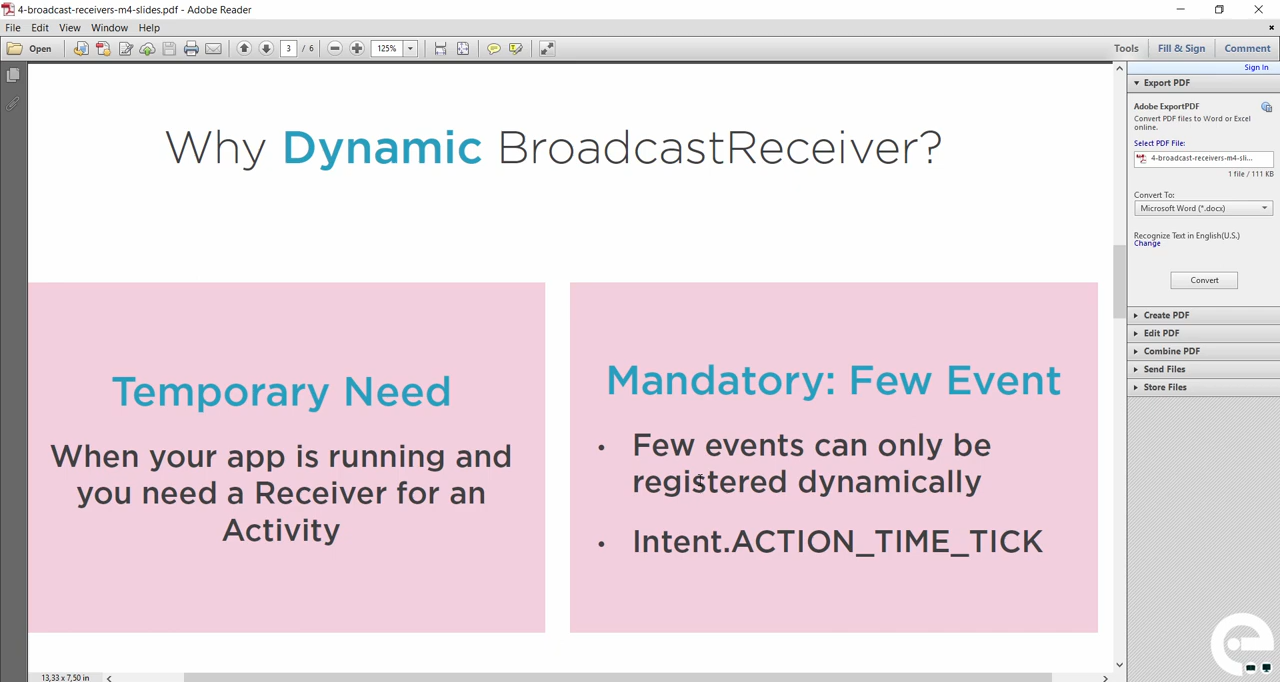 4-broadcast-receivers-m4-slides.pdf - Adobe Reader
File Edit View Window Help
Open 3 / 6 125% Tools Fill & Sign Comment
Sign In
Export PDF
Adobe ExportPDF
Convert PDF files to Word or Excel
online.
Select PDF File:
4-broadcast-receivers-m4-sli...
1 file / 111 KB
Convert To:
Microsoft Word (*.docx)
Recognize Text in English(U.S.)
Change
Convert
Create PDF
Edit PDF
Combine PDF
Send Files
Store Files
Why Dynamic BroadcastReceiver?
Temporary Need
When your app is running and
you need a Receiver for an
Activity
Mandatory: Few Event
• Few events can only be
registered dynamically
• Intent.ACTION_TIME_TICK
13,33 x 7,50 in